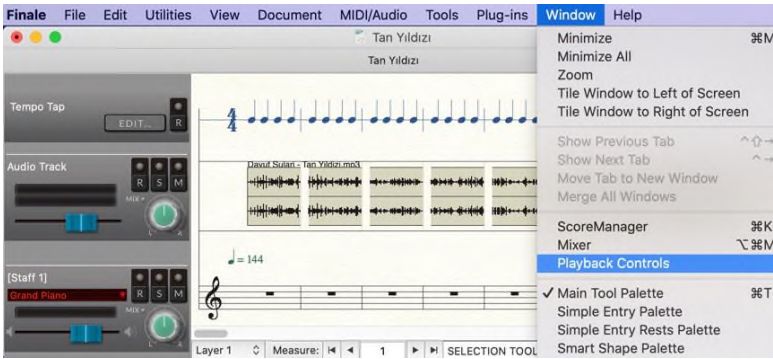 Finale File Edit Utilities View Document MIDI/Audio Tools Plug-ins Window Help
Tan Yıldızı
Tan Yıldızı
Tempo Tap
EDIT...
R
Audio Track
R S M
MIX
L R
Davut Sulari - Tan Yildizi.mp3
= 144
[Staff 1]
Grand Piano
R S M
MIX
L R
Layer 1 Measure: 1 SELECTION TOOL
Minimize ⌘M
Minimize All
Zoom
Tile Window to Left of Screen
Tile Window to Right of Screen
Show Previous Tab ^⇧→
Show Next Tab ^→
Move Tab to New Window
Merge All Windows
ScoreManager ⌘K
Mixer ⌥⌘M
Playback Controls
✓ Main Tool Palette ⌘T
Simple Entry Palette
Simple Entry Rests Palette
Smart Shape Palette